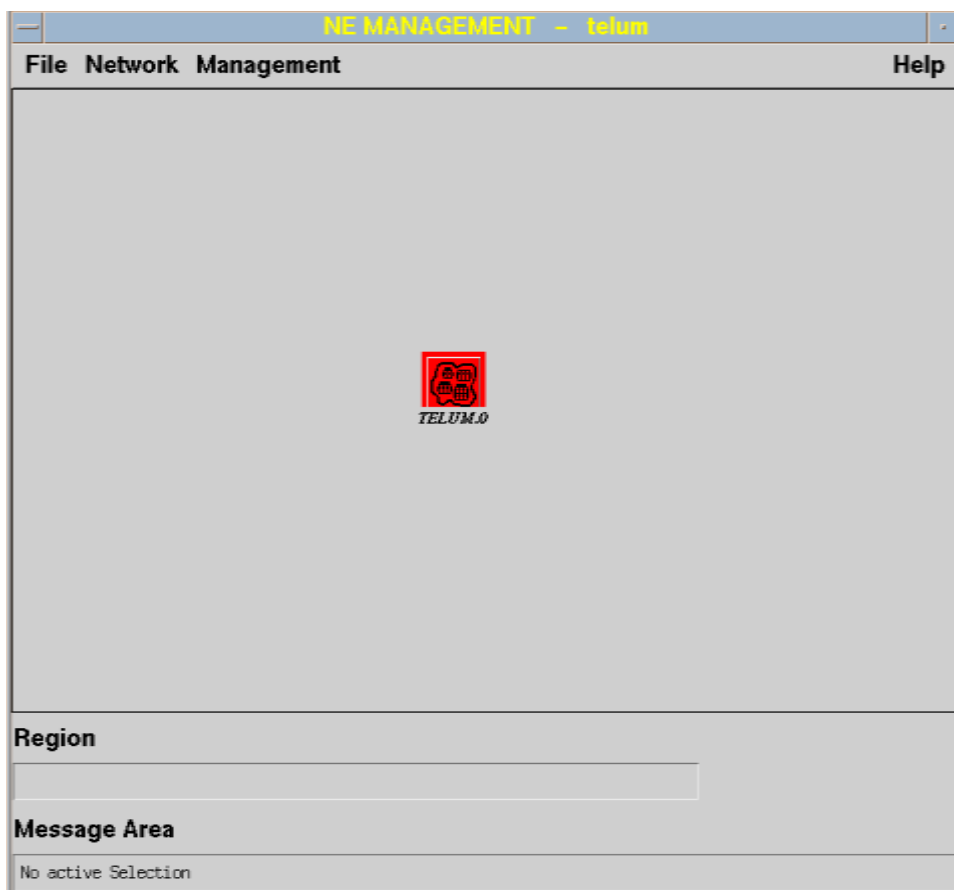 NE MANAGEMENT - telum
File Network Management Help
TELUM.0
Region
Message Area
No active Selection